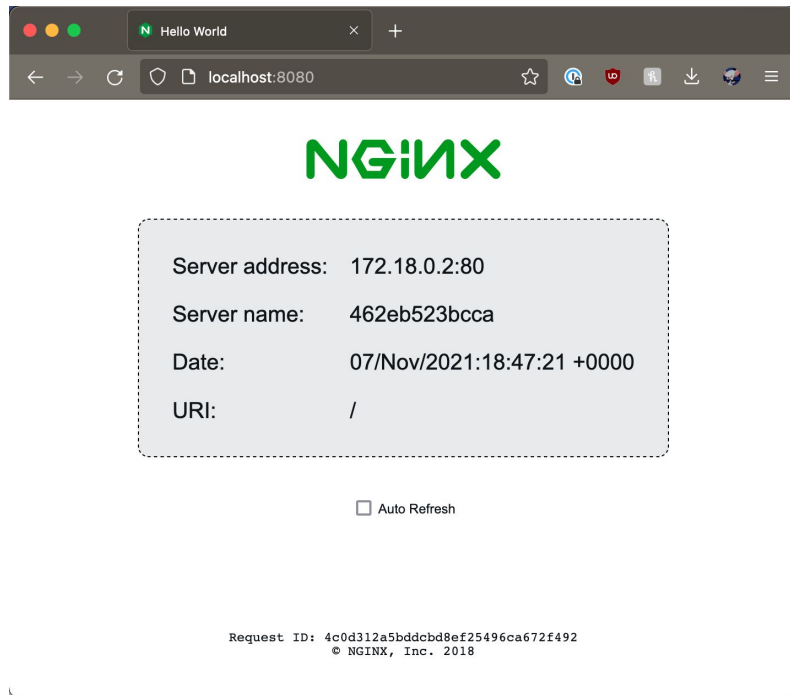 Hello World
localhost:8080
NGINX
Server address: 172.18.0.2:80
Server name: 462eb523bcca
Date: 07/Nov/2021:18:47:21 +0000
URI: /
Auto Refresh
Request ID: 4c0d312a5bddcbd8ef25496ca672f492
© NGINX, Inc. 2018